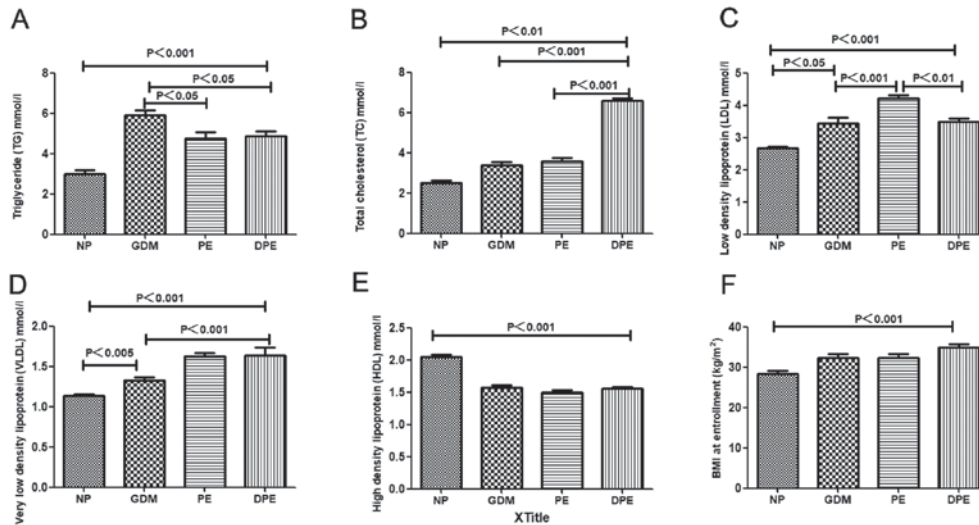 A
P<0.001
P<0.05
P<0.05
Triglyceride (TG) mmol/l
8
6
4
2
0
NP GDM PE DPE
B
P<0.01
P<0.001
P<0.001
Total cholesterol (TC) mmol/l
8
6
4
2
0
NP GDM PE DPE
C
P<0.001
P<0.05
P<0.001 P<0.01
Low density lipoprotein (LDL) mmol/l
5
4
3
2
1
0
NP GDM PE DPE
D
P<0.001
P<0.001
P<0.005
Very low density lipoprotein (VLDL) mmol/l
2.0
1.5
1.0
0.5
0.0
NP GDM PE DPE
E
P<0.001
High density lipoprotein (HDL) mmol/l
2.5
2.0
1.5
1.0
0.5
0.0
NP GDM PE DPE
XTitle
F
P<0.001
BMI at entrollment (kg/m²)
40
30
20
10
0
NP GDM PE DPE